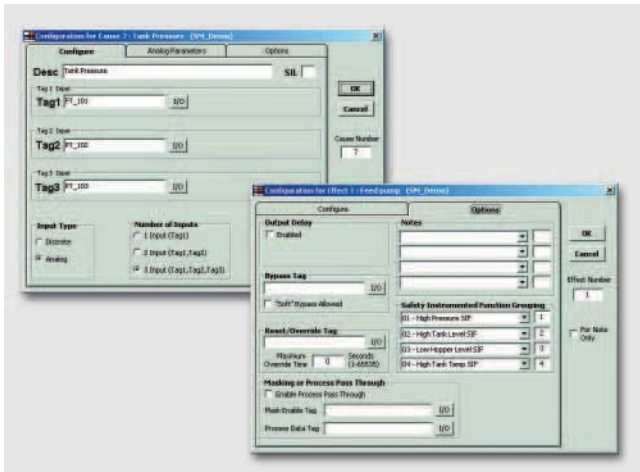 Configuration for Cause 7 : Tank Pressure (SM_Demo)
Configure
Analog Parameters
Options
Desc Tank Pressure
SIL
OK
Cancel
Cause Number
7
Tag 1 Input
Tag1 PT_101 I/O
Tag 2 Input
Tag2 PT_102 I/O
Tag 3 Input
Tag3 PT_103 I/O
Input Type
Discrete
Analog
Number of Inputs
1 Input (Tag1)
2 Input (Tag1,Tag2)
3 Input (Tag1,Tag2,Tag3)
Configuration for Effect 1 : Feed pump (SM_Demo)
Configure
Options
Output Delay
Enabled
Notes
OK
Cancel
Effect Number
1
For Note Only
Bypass Tag
I/O
"Soft" Bypass Allowed
Safety Instrumented Function Grouping
01 - High Pressure SIF 1
02 - High Tank Level SIF 2
03 - Low Hopper Level SIF 3
04 - High Tank Temp SIF 4
Reset/Override Tag
I/O
Maximum Override Time 0 Seconds (1-65535)
Masking or Process Pass Through
Enable Process Pass Through
Mask Enable Tag I/O
Process Data Tag I/O